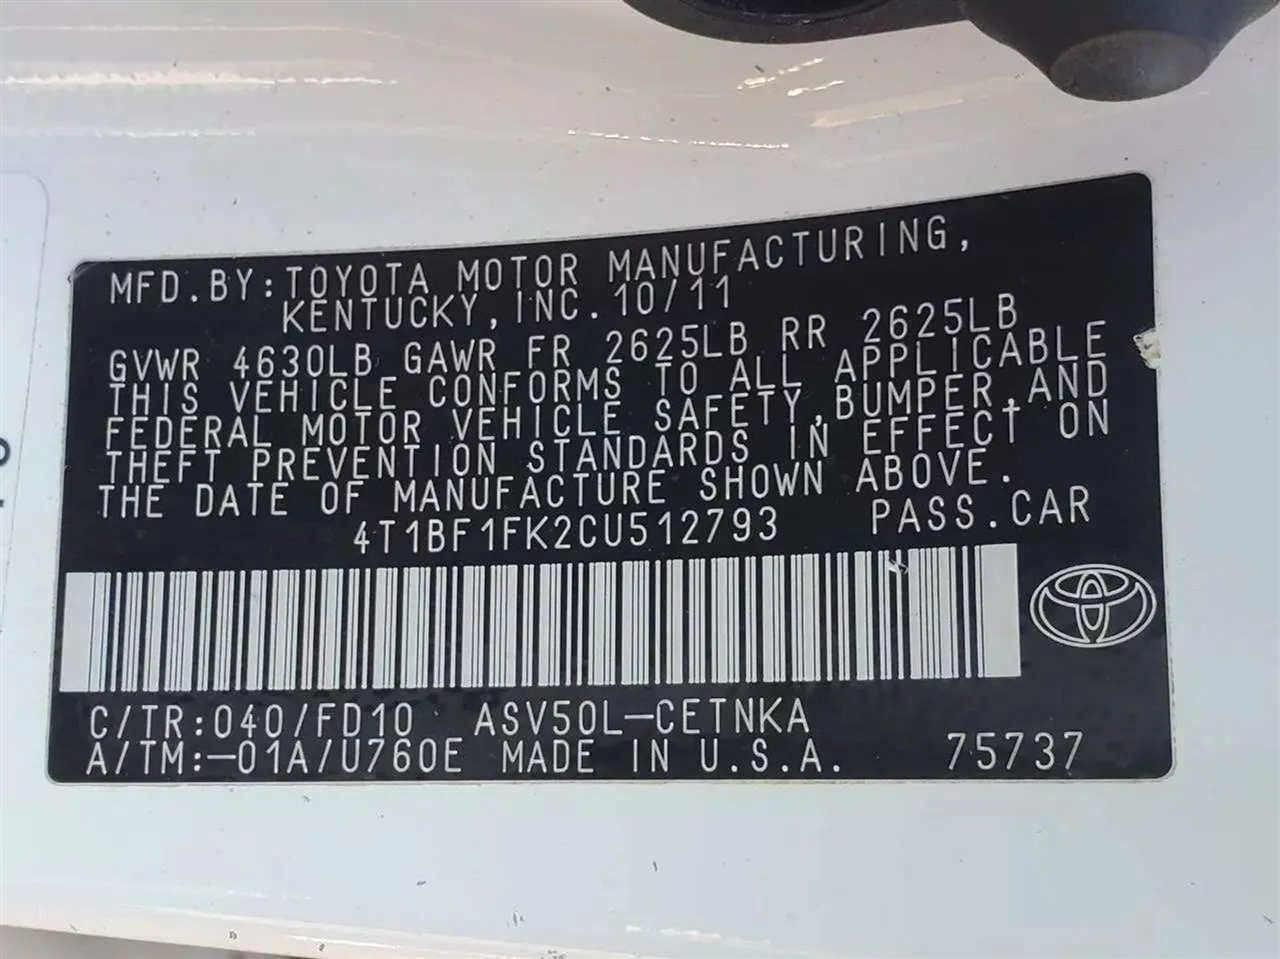 MFD.BY:TOYOTA MOTOR MANUFACTURING,
KENTUCKY, INC. 10/11
GVWR 4630LB GAWR FR 2625LB RR 2625LB
THIS VEHICLE CONFORMS TO ALL APPLICABLE
FEDERAL MOTOR VEHICLE SAFETY,BUMPER,AND
THEFT PREVENTION STANDARDS IN EFFECT ON
THE DATE OF MANUFACTURE SHOWN ABOVE.
4T1BF1FK2CU512793 PASS.CAR
C/TR:040/FD10 ASV50L-CETNKA
A/TM:-01A/U760E MADE IN U.S.A. 75737